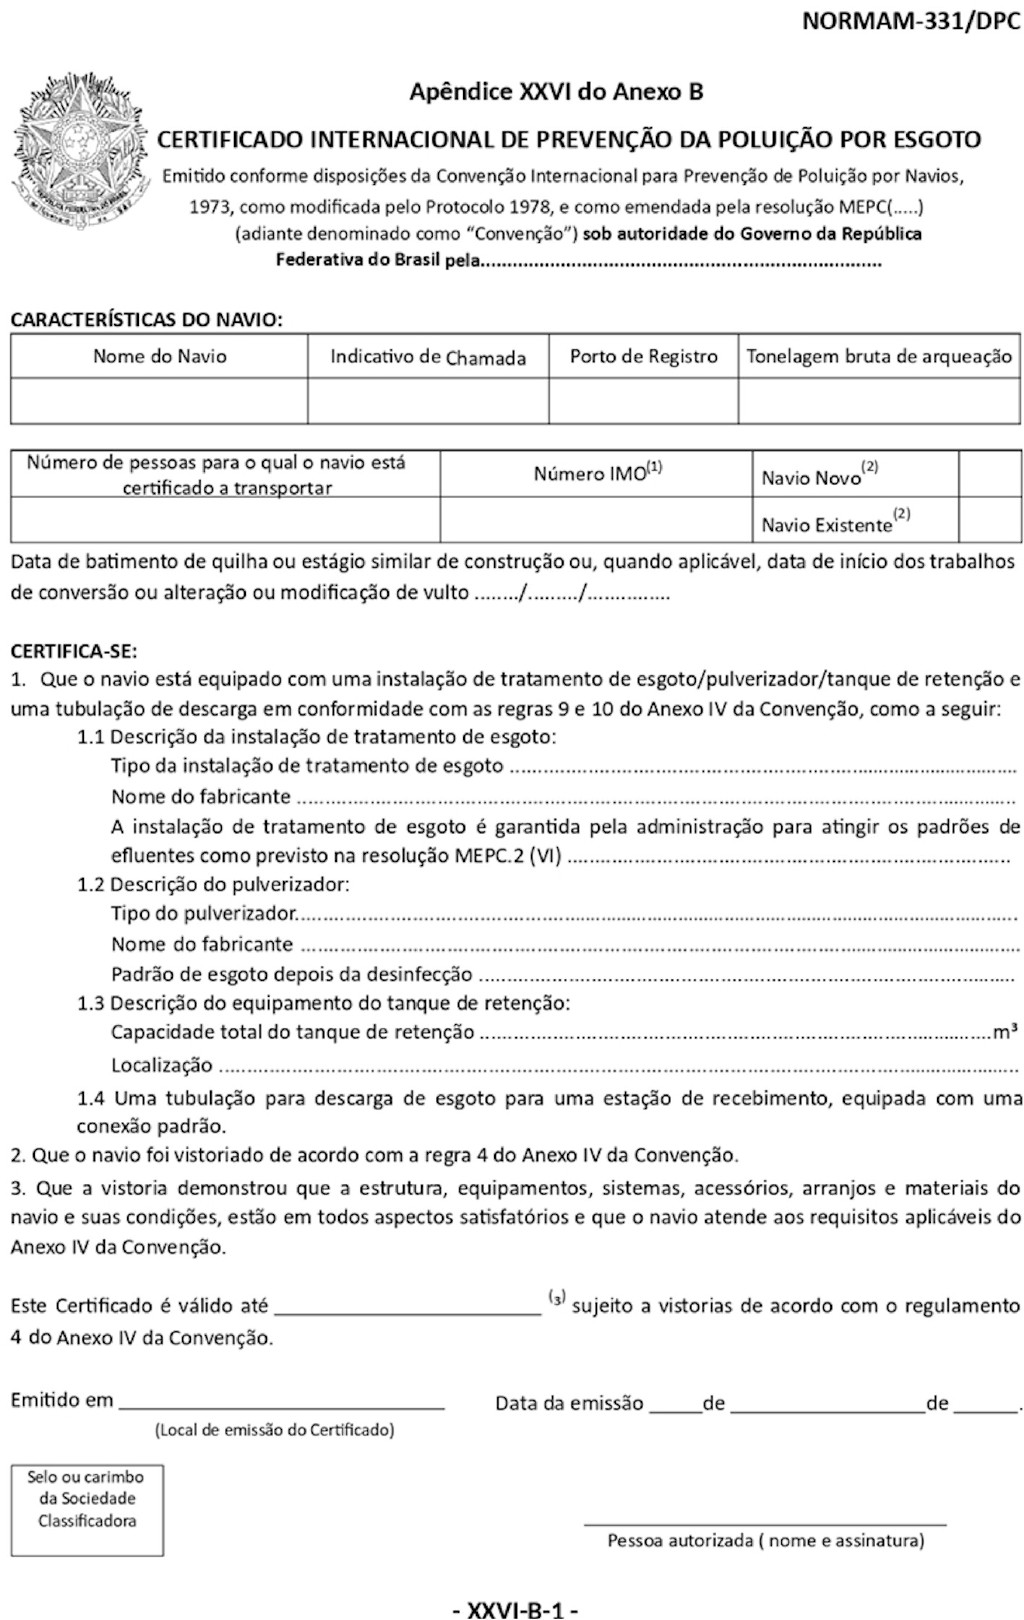 NORMAM-331/DPC
Apêndice XXVI do Anexo B
CERTIFICADO INTERNACIONAL DE PREVENÇÃO DA POLUIÇÃO POR ESGOTO
Emitido conforme disposições da Convenção Internacional para Prevenção de Poluição por Navios,
1973, como modificada pelo Protocolo 1978, e como emendada pela resolução MEPC(.....)
(adiante denominado como “Convenção”) sob autoridade do Governo da República
Federativa do Brasil pela..............................................................................
CARACTERÍSTICAS DO NAVIO:
Nome do Navio Indicativo de Chamada Porto de Registro Tonelagem bruta de arqueação
Número de pessoas para o qual o navio está
certificado a transportar
Número IMO(1)
Navio Novo(2)
Navio Existente(2)
Data de batimento de quilha ou estágio similar de construção ou, quando aplicável, data de início dos trabalhos
de conversão ou alteração ou modificação de vulto ......../........./...............
CERTIFICA-SE:
1. Que o navio está equipado com uma instalação de tratamento de esgoto/pulverizador/tanque de retenção e
uma tubulação de descarga em conformidade com as regras 9 e 10 do Anexo IV da Convenção, como a seguir:
1.1 Descrição da instalação de tratamento de esgoto:
Tipo da instalação de tratamento de esgoto ................................................................................................
Nome do fabricante ........................................................................................................................................
A instalação de tratamento de esgoto é garantida pela administração para atingir os padrões de
efluentes como previsto na resolução MEPC.2 (VI) ....................................................................................
1.2 Descrição do pulverizador:
Tipo do pulverizador........................................................................................................................................
Nome do fabricante ........................................................................................................................................
Padrão de esgoto depois da desinfecção .....................................................................................................
1.3 Descrição do equipamento do tanque de retenção:
Capacidade total do tanque de retenção .................................................................................................m³
Localização .......................................................................................................................................................
1.4 Uma tubulação para descarga de esgoto para uma estação de recebimento, equipada com uma
conexão padrão.
2. Que o navio foi vistoriado de acordo com a regra 4 do Anexo IV da Convenção.
3. Que a vistoria demonstrou que a estrutura, equipamentos, sistemas, acessórios, arranjos e materiais do
navio e suas condições, estão em todos aspectos satisfatórios e que o navio atende aos requisitos aplicáveis do
Anexo IV da Convenção.
Este Certificado é válido até __________________________ (3) sujeito a vistorias de acordo com o regulamento
4 do Anexo IV da Convenção.
Emitido em ________________________________ Data da emissão _____de ___________________de ______.
(Local de emissão do Certificado)
Selo ou carimbo
da Sociedade
Classificadora
Pessoa autorizada ( nome e assinatura)
- XXVI-B-1 -